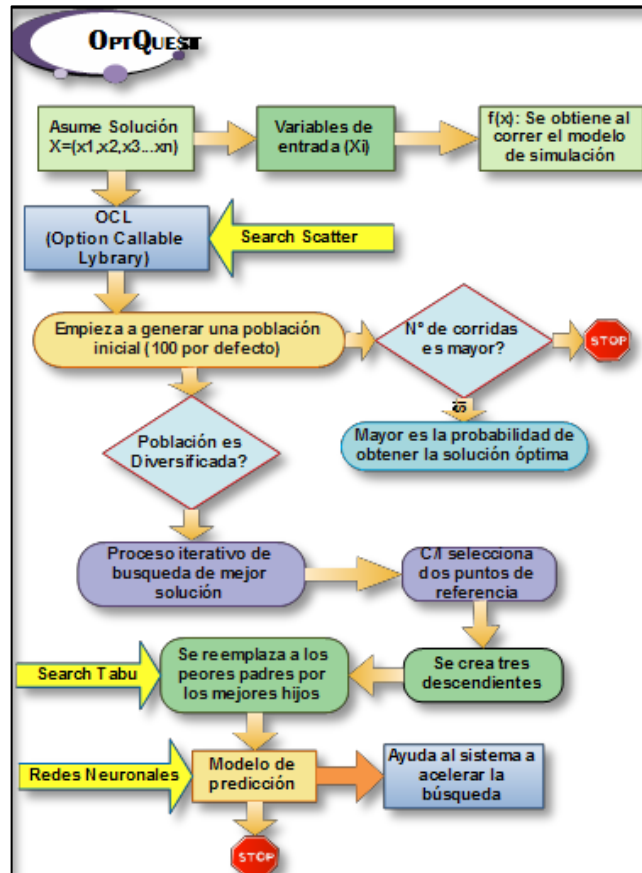 OPTQUEST
Asume Solución
X=(x1,x2,x3...xn)
Variables de
entrada (Xi)
f(x): Se obtiene al
correr el modelo
de simulación
OCL
(Option Callable
Lybrary)
Search Scatter
Empieza a generar una población
inicial (100 por defecto)
N° de corridas
es mayor?
STOP
Si
Mayor es la probabilidad de
obtener la solución óptima
Población es
Diversificada?
Proceso iterativo de
busqueda de mejor
solución
C/I selecciona
dos puntos de
referencia
Search Tabu
Se reemplaza a los
peores padres por
los mejores hijos
Se crea tres
descendientes
Redes Neuronales
Modelo de
predicción
Ayuda al sistema a
acelerar la
búsqueda
STOP